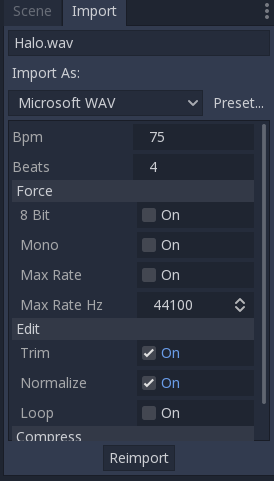 Scene Import
Halo.wav
Import As:
Microsoft WAV Preset...
Bpm 75
Beats 4
Force
8 Bit On
Mono On
Max Rate On
Max Rate Hz 44100
Edit
Trim On
Normalize On
Loop On
Compress
Reimport